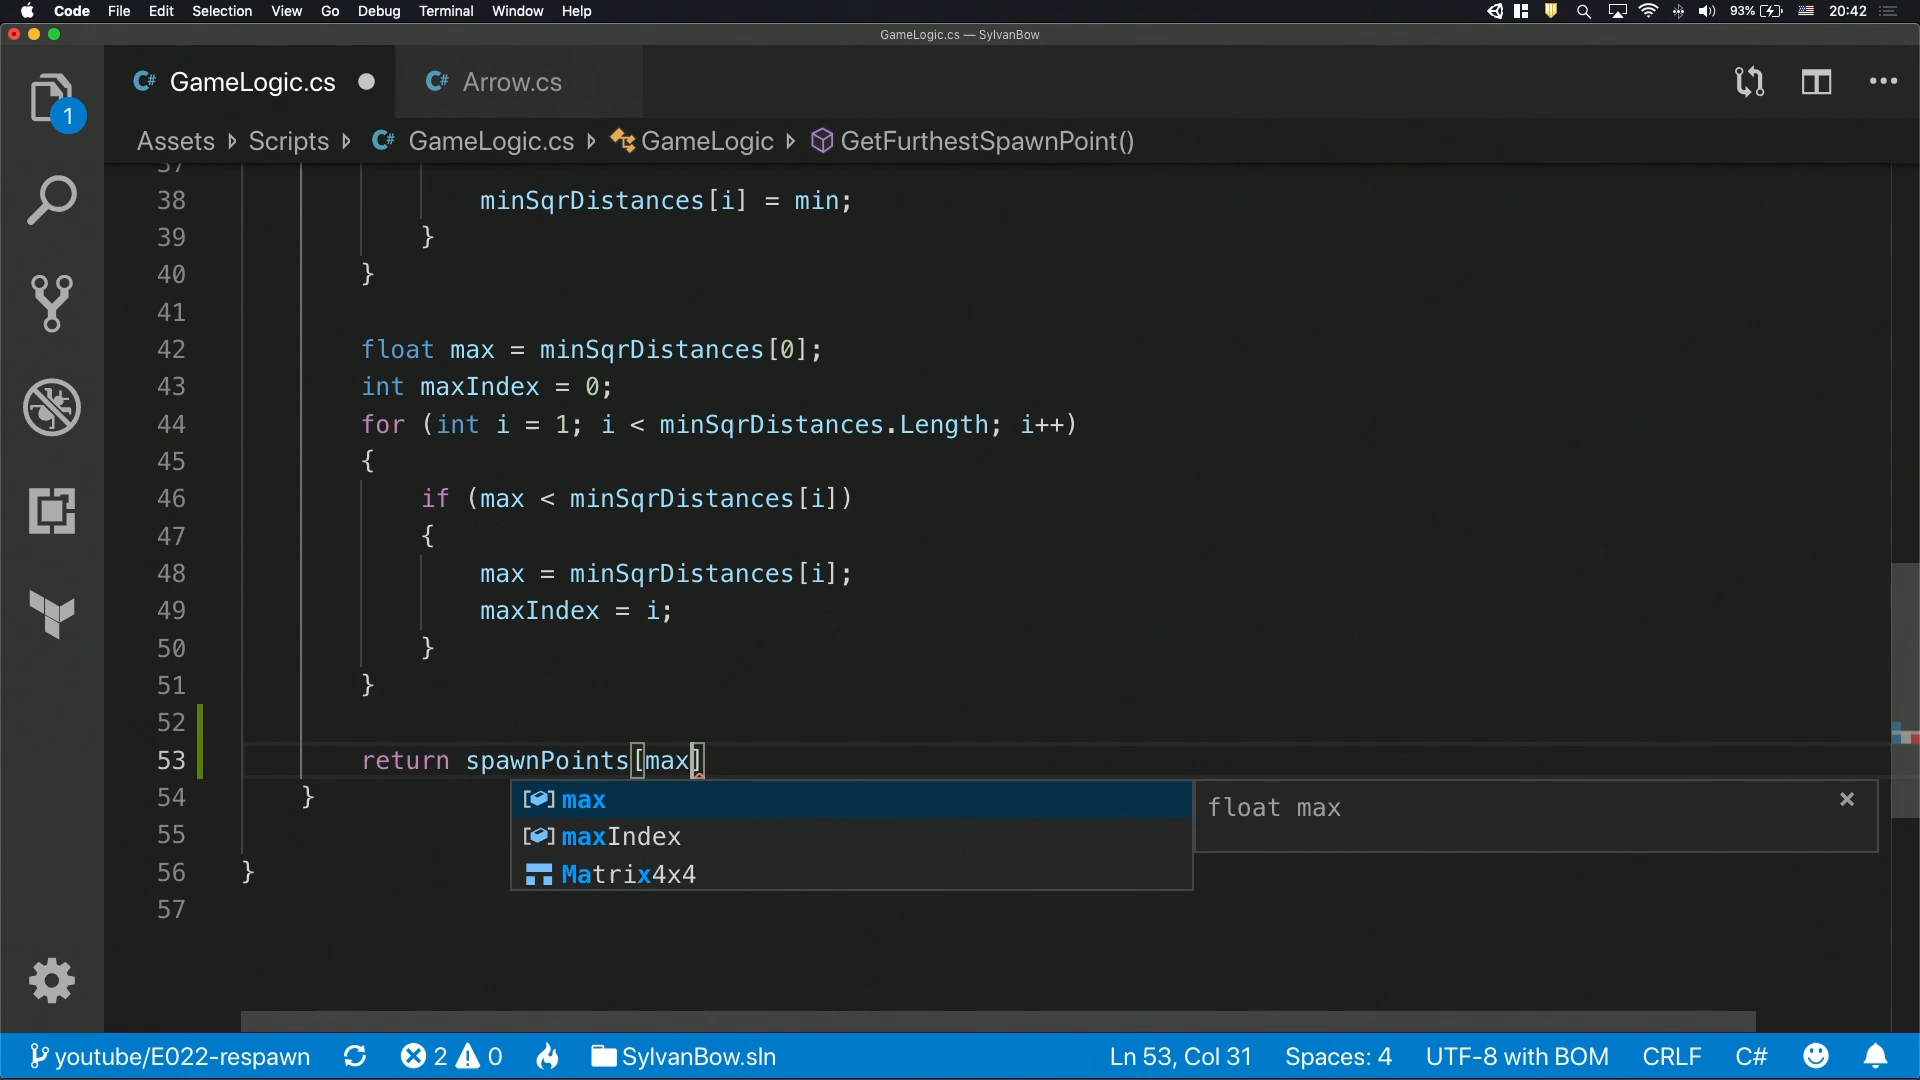 Code File Edit Selection View Go Debug Terminal Window Help 93% 20:42
GameLogic.cs — SylvanBow
C# GameLogic.cs C# Arrow.cs
1
Assets Scripts C# GameLogic.cs GameLogic GetFurthestSpawnPoint()
37
38 minSqrDistances[i] = min;
39 }
40 }
41
42 float max = minSqrDistances[0];
43 int maxIndex = 0;
44 for (int i = 1; i < minSqrDistances.Length; i++)
45 {
46 if (max < minSqrDistances[i])
47 {
48 max = minSqrDistances[i];
49 maxIndex = i;
50 }
51 }
52
53 return spawnPoints[max]
54 }
max float max ×
maxIndex
Matrix4x4
55
56 }
57
youtube/E022-respawn 2 0 SylvanBow.sln Ln 53, Col 31 Spaces: 4 UTF-8 with BOM CRLF C#